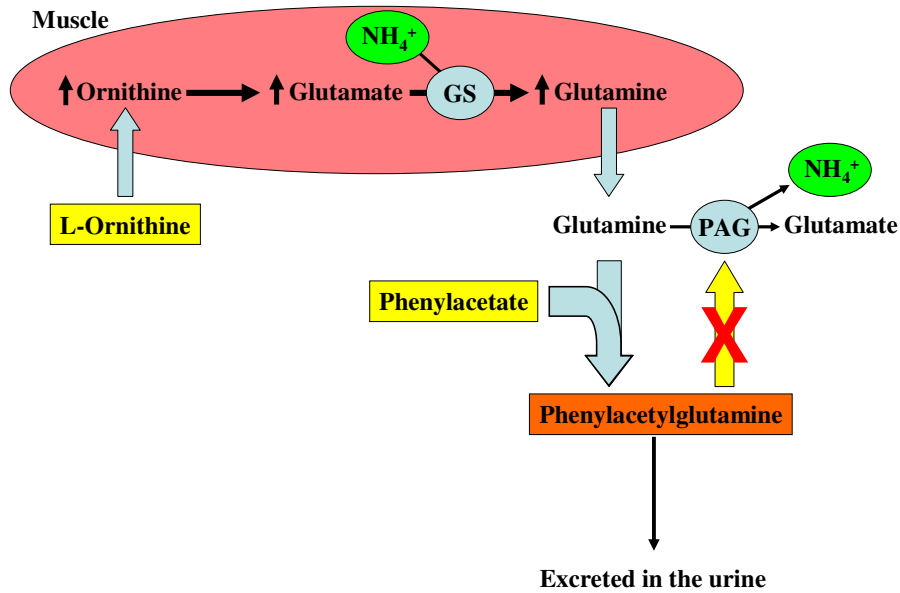 Muscle
NH₄⁺
Ornithine Glutamate GS Glutamine
NH₄⁺
L-Ornithine
Glutamine PAG Glutamate
Phenylacetate
X
Phenylacetylglutamine
Excreted in the urine